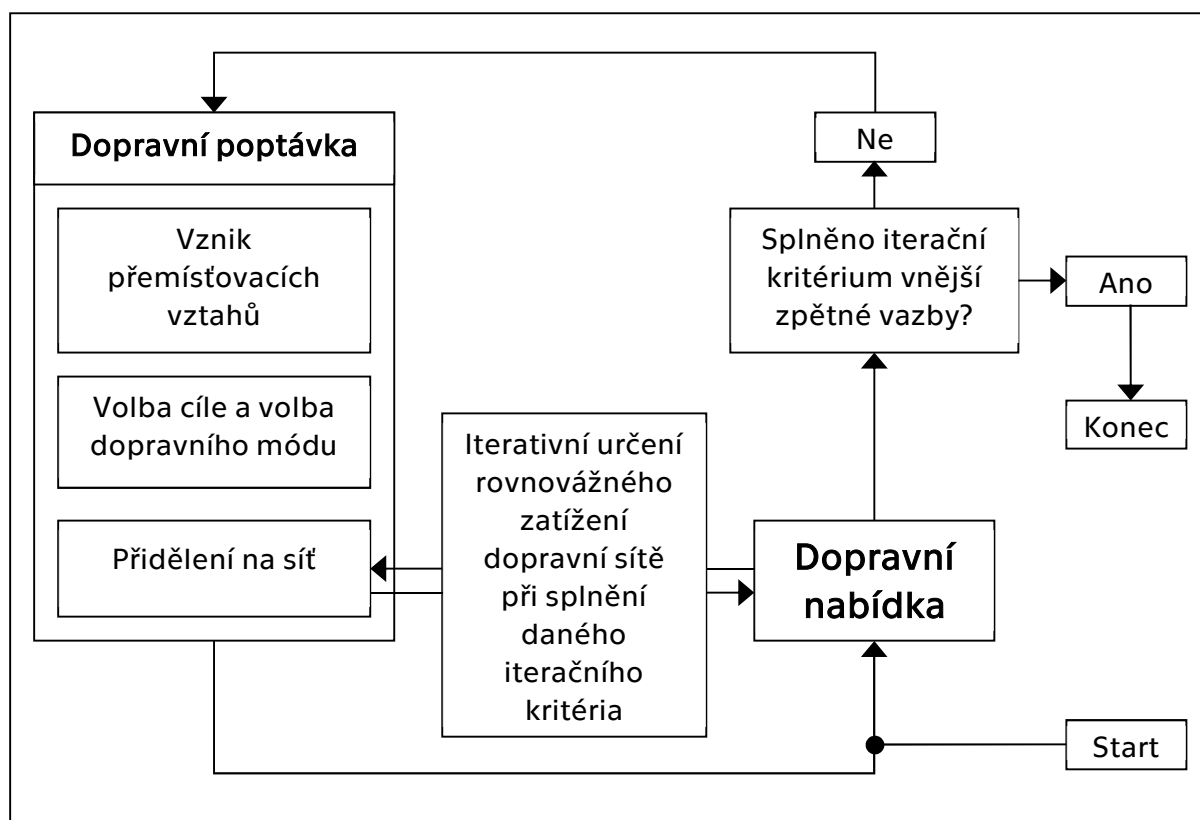 Dopravní poptávka
Vznik
přemísťovacích
vztahů
Volba cíle a volba
dopravního módu
Přidělení na síť
Iterativní určení
rovnovážného
zatížení
dopravní sítě
při splnění
daného
iteračního
kritéria
Ne
Splněno iterační
kritérium vnější
zpětné vazby?
Ano
Konec
Dopravní
nabídka
Start